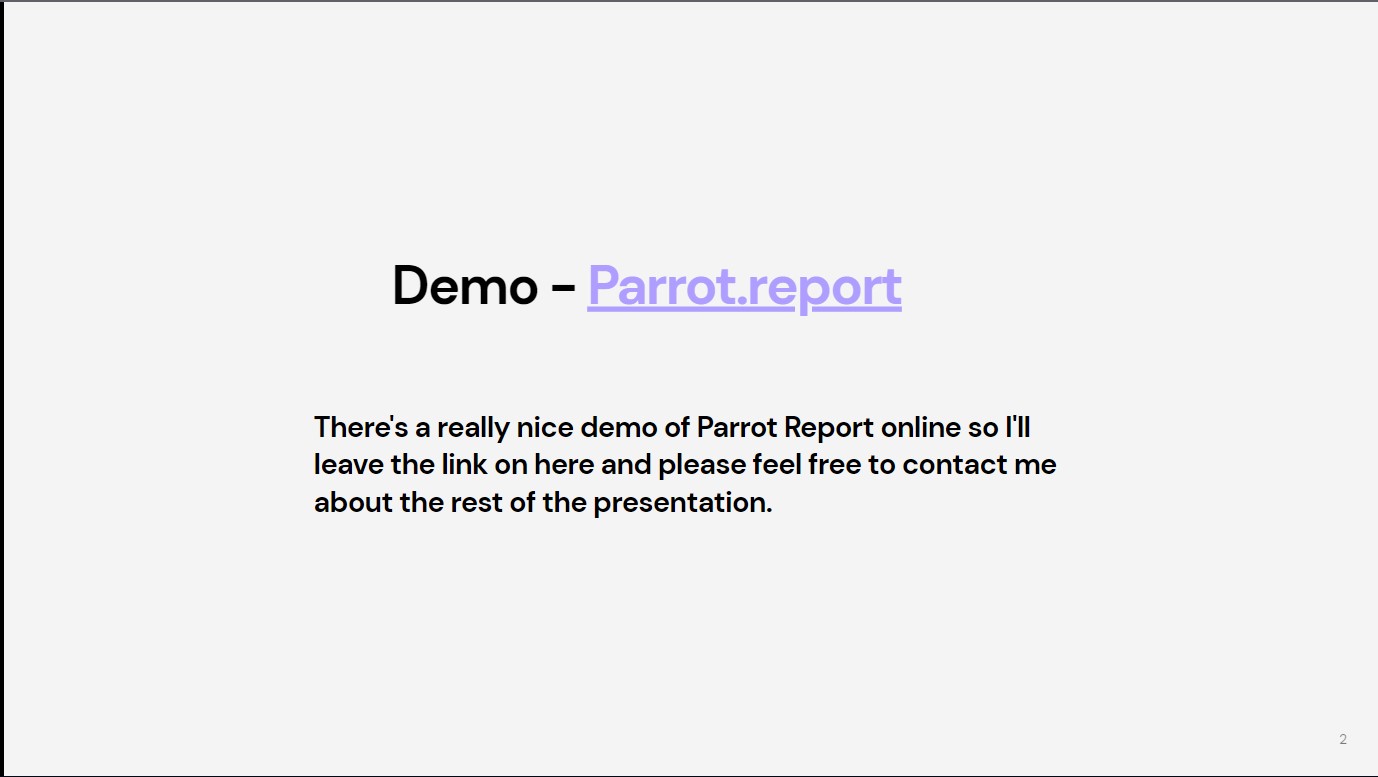 Demo - Parrot.report
There's a really nice demo of Parrot Report online so I'll
leave the link on here and please feel free to contact me
about the rest of the presentation.
2